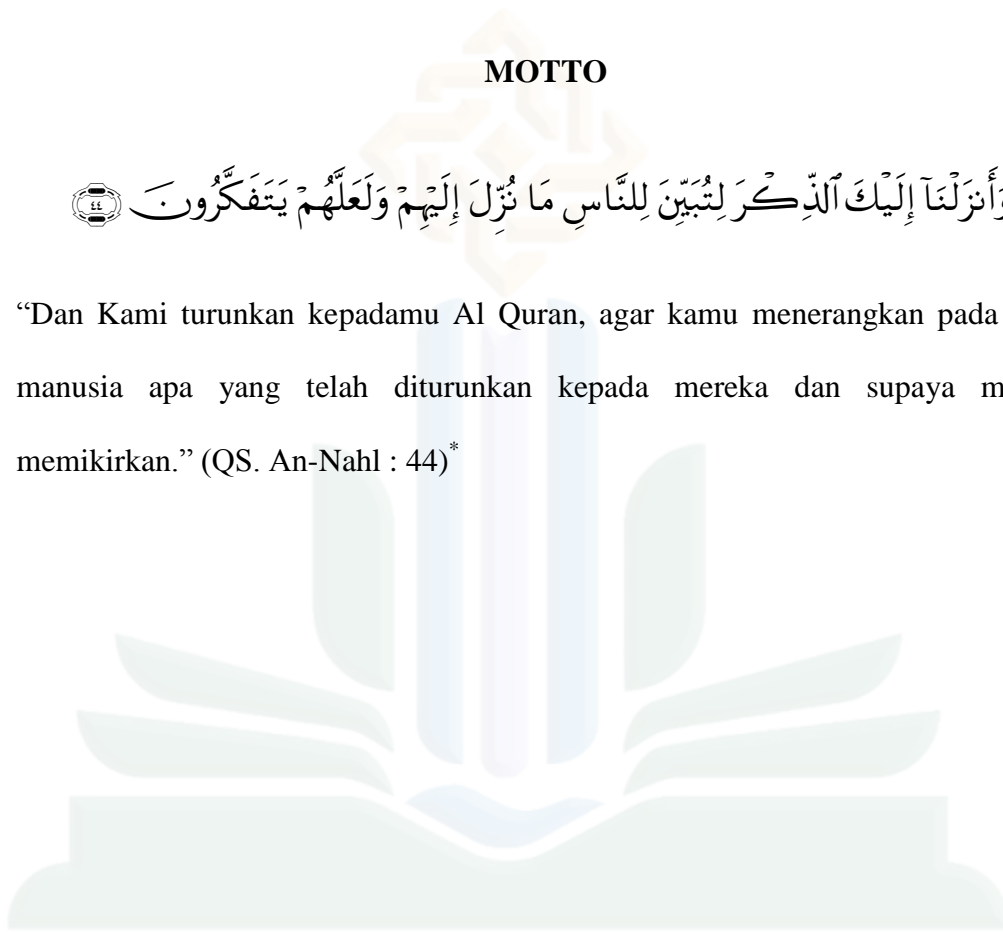 MOTTO
وَأَنزَلْنَآ إِلَيْكَ ٱلذِّكْرَ لِتُبَيِّنَ لِلنَّاسِ مَا نُزِّلَ إِلَيْهِمْ وَلَعَلَّهُمْ يَتَفَكَّرُونَ ﴿٤٤﴾
“Dan Kami turunkan kepadamu Al Quran, agar kamu menerangkan pada
manusia apa yang telah diturunkan kepada mereka dan supaya m
memikirkan.” (QS. An-Nahl : 44)*